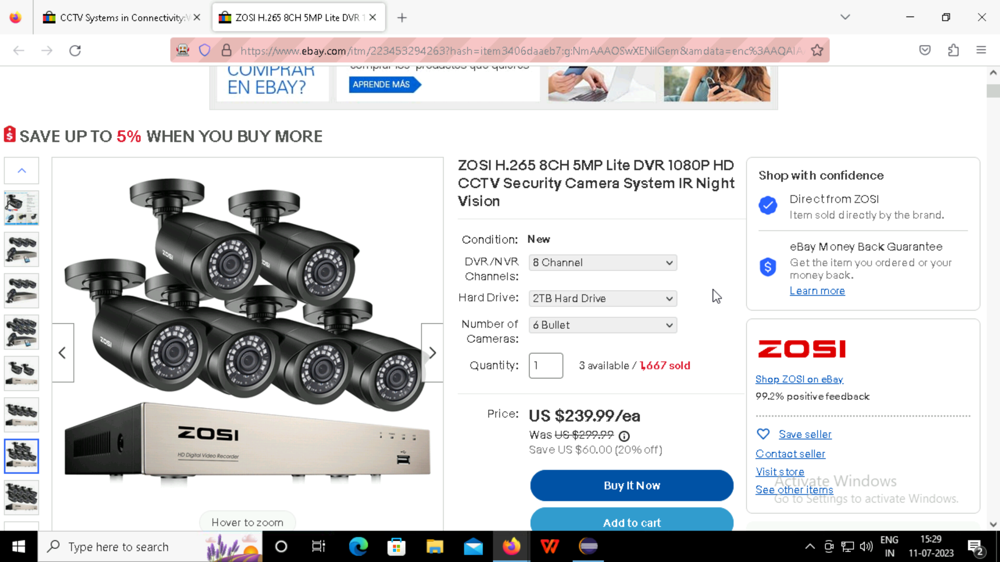 CCTV Systems in Connectivity:
ZOSI H.265 8CH 5MP Lite DVR 1
https://www.ebay.com/itm/223453294263?hash=item3406daaeb7:g:NmAAAOSwXENilGem&amdata=enc%3AAQAIA
COMPRAR
EN EBAY?
comprar los productos que quieres
APRENDE MÁS
SAVE UP TO 5% WHEN YOU BUY MORE
ZOSI H.265 8CH 5MP Lite DVR 1080P HD
CCTV Security Camera System IR Night
Vision
Condition: New
DVR/NVR
Channels:
8 Channel
Hard Drive:
2TB Hard Drive
Number of
Cameras:
6 Bullet
Quantity:
1
3 available / 1,667 sold
Price:
US $239.99/ea
Was US $299.99
Save US $60.00 (20% off)
Buy It Now
Add to cart
ZOSI
ZOSI
ZOSI
ZOSI
HD Digital Video Recorder
Hover to zoom
Shop with confidence
Direct from ZOSI
Item sold directly by the brand.
eBay Money Back Guarantee
Get the item you ordered or your
money back.
Learn more
ZOSI
Shop ZOSI on eBay
99.2% positive feedback
Save seller
Contact seller
Visit store
See other items
Activate Windows
Go to Settings to activate Windows.
Type here to search
ENG
IN
15:29
11-07-2023
2